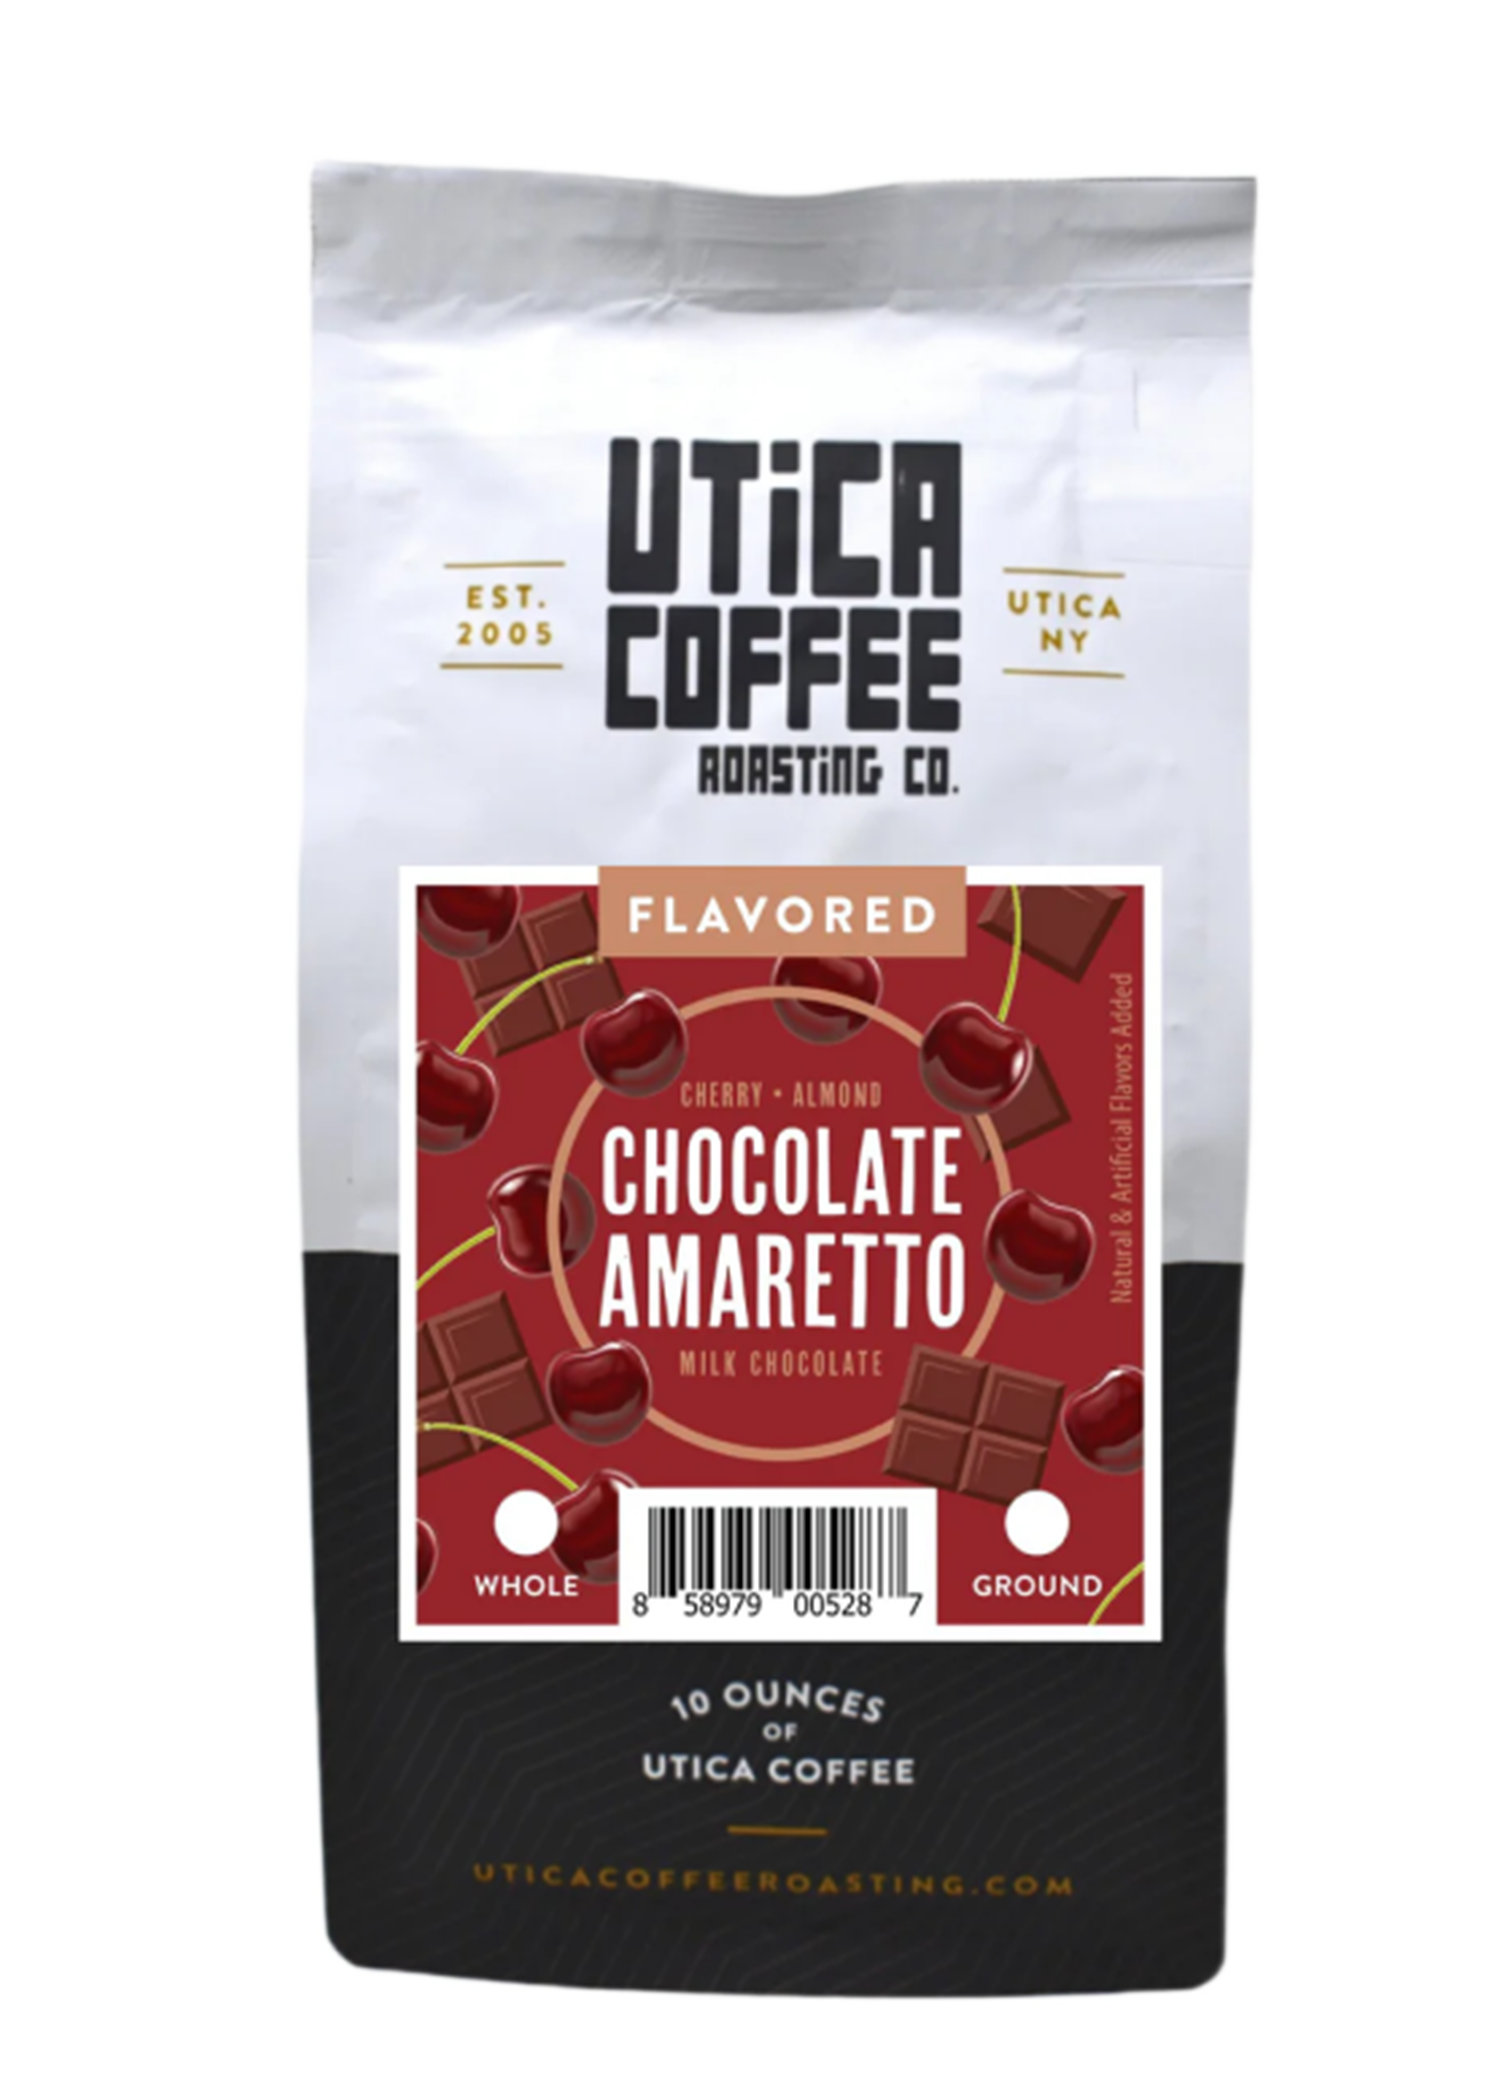 UTiCA
COFFEE
ROASTiNG CO.
EST.
2005
UTICA
NY
FLAVORED
CHERRY • ALMOND
CHOCOLATE
AMARETTO
MILK CHOCOLATE
Natural & Artificial Flavors Added
WHOLE
GROUND
8 58979 00528 7
10 OUNCES
OF
UTICA COFFEE
UTICACOFFEEROASTING.COM